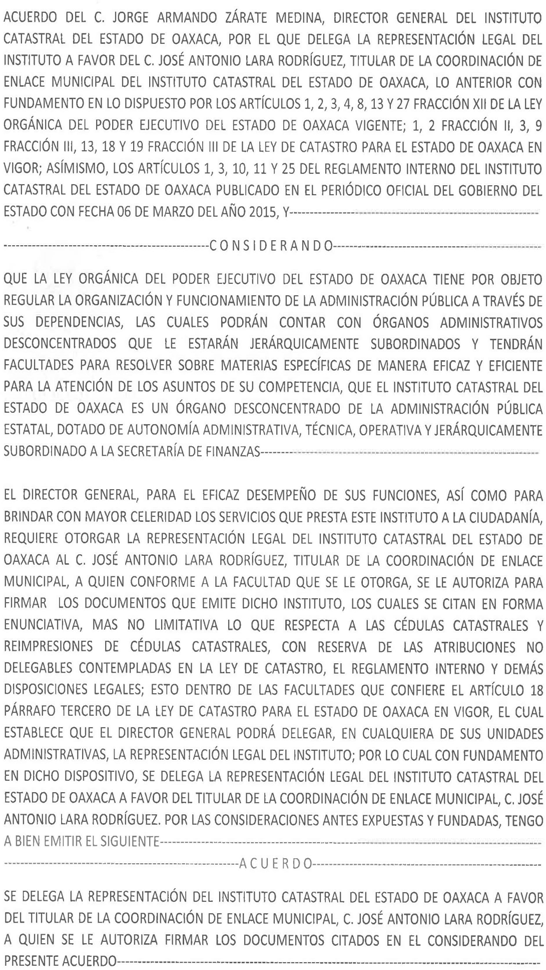 ACUERDO DEL C. JORGE ARMANDO ZÁRATE MEDINA, DIRECTOR GENERAL DEL INSTITUTO
CATASTRAL DEL ESTADO DE OAXACA, POR EL QUE DELEGA LA REPRESENTACIÓN LEGAL DEL
INSTITUTO A FAVOR DEL C. JOSÉ ANTONIO LARA RODRÍGUEZ, TITULAR DE LA COORDINACIÓN DE
ENLACE MUNICIPAL DEL INSTITUTO CATASTRAL DEL ESTADO DE OAXACA, LO ANTERIOR CON
FUNDAMENTO EN LO DISPUESTO POR LOS ARTÍCULOS 1, 2, 3, 4, 8, 13 Y 27 FRACCIÓN XII DE LA LEY
ORGÁNICA DEL PODER EJECUTIVO DEL ESTADO DE OAXACA VIGENTE; 1, 2 FRACCIÓN II, 3, 9
FRACCIÓN III, 13, 18 Y 19 FRACCIÓN III DE LA LEY DE CATASTRO PARA EL ESTADO DE OAXACA EN
VIGOR; ASÍMISMO, LOS ARTÍCULOS 1, 3, 10, 11 Y 25 DEL REGLAMENTO INTERNO DEL INSTITUTO
CATASTRAL DEL ESTADO DE OAXACA PUBLICADO EN EL PERIÓDICO OFICIAL DEL GOBIERNO DEL
ESTADO CON FECHA 06 DE MARZO DEL AÑO 2015, Y--------------------------------------------------
-----------------------------------------CONSIDERANDO-----------------------------------------
QUE LA LEY ORGÁNICA DEL PODER EJECUTIVO DEL ESTADO DE OAXACA TIENE POR OBJETO
REGULAR LA ORGANIZACIÓN Y FUNCIONAMIENTO DE LA ADMINISTRACIÓN PÚBLICA A TRAVÉS DE
SUS DEPENDENCIAS, LAS CUALES PODRÁN CONTAR CON ÓRGANOS ADMINISTRATIVOS
DESCONCENTRADOS QUE LE ESTARÁN JERÁRQUICAMENTE SUBORDINADOS Y TENDRÁN
FACULTADES PARA RESOLVER SOBRE MATERIAS ESPECÍFICAS DE MANERA EFICAZ Y EFICIENTE
PARA LA ATENCIÓN DE LOS ASUNTOS DE SU COMPETENCIA, QUE EL INSTITUTO CATASTRAL DEL
ESTADO DE OAXACA ES UN ÓRGANO DESCONCENTRADO DE LA ADMINISTRACIÓN PÚBLICA
ESTATAL, DOTADO DE AUTONOMÍA ADMINISTRATIVA, TÉCNICA, OPERATIVA Y JERÁRQUICAMENTE
SUBORDINADO A LA SECRETARÍA DE FINANZAS-------------------------------------------------------
EL DIRECTOR GENERAL, PARA EL EFICAZ DESEMPEÑO DE SUS FUNCIONES, ASÍ COMO PARA
BRINDAR CON MAYOR CELERIDAD LOS SERVICIOS QUE PRESTA ESTE INSTITUTO A LA CIUDADANÍA,
REQUIERE OTORGAR LA REPRESENTACIÓN LEGAL DEL INSTITUTO CATASTRAL DEL ESTADO DE
OAXACA AL C. JOSÉ ANTONIO LARA RODRÍGUEZ, TITULAR DE LA COORDINACIÓN DE ENLACE
MUNICIPAL, A QUIEN CONFORME A LA FACULTAD QUE SE LE OTORGA, SE LE AUTORIZA PARA
FIRMAR LOS DOCUMENTOS QUE EMITE DICHO INSTITUTO, LOS CUALES SE CITAN EN FORMA
ENUNCIATIVA, MAS NO LIMITATIVA LO QUE RESPECTA A LAS CÉDULAS CATASTRALES Y
REIMPRESIONES DE CÉDULAS CATASTRALES, CON RESERVA DE LAS ATRIBUCIONES NO
DELEGABLES CONTEMPLADAS EN LA LEY DE CATASTRO, EL REGLAMENTO INTERNO Y DEMÁS
DISPOSICIONES LEGALES; ESTO DENTRO DE LAS FACULTADES QUE CONFIERE EL ARTÍCULO 18
PÁRRAFO TERCERO DE LA LEY DE CATASTRO PARA EL ESTADO DE OAXACA EN VIGOR, EL CUAL
ESTABLECE QUE EL DIRECTOR GENERAL PODRÁ DELEGAR, EN CUALQUIERA DE SUS UNIDADES
ADMINISTRATIVAS, LA REPRESENTACIÓN LEGAL DEL INSTITUTO; POR LO CUAL CON FUNDAMENTO
EN DICHO DISPOSITIVO, SE DELEGA LA REPRESENTACIÓN LEGAL DEL INSTITUTO CATASTRAL DEL
ESTADO DE OAXACA A FAVOR DEL TITULAR DE LA COORDINACIÓN DE ENLACE MUNICIPAL, C. JOSÉ
ANTONIO LARA RODRÍGUEZ. POR LAS CONSIDERACIONES ANTES EXPUESTAS Y FUNDADAS, TENGO
A BIEN EMITIR EL SIGUIENTE---------------------------------------------------------------------------
-----------------------------------------------ACUERDO----------------------------------------------
SE DELEGA LA REPRESENTACIÓN DEL INSTITUTO CATASTRAL DEL ESTADO DE OAXACA A FAVOR
DEL TITULAR DE LA COORDINACIÓN DE ENLACE MUNICIPAL, C. JOSÉ ANTONIO LARA RODRÍGUEZ,
A QUIEN SE LE AUTORIZA FIRMAR LOS DOCUMENTOS CITADOS EN EL CONSIDERANDO DEL
PRESENTE ACUERDO------------------------------------------------------------------------------------